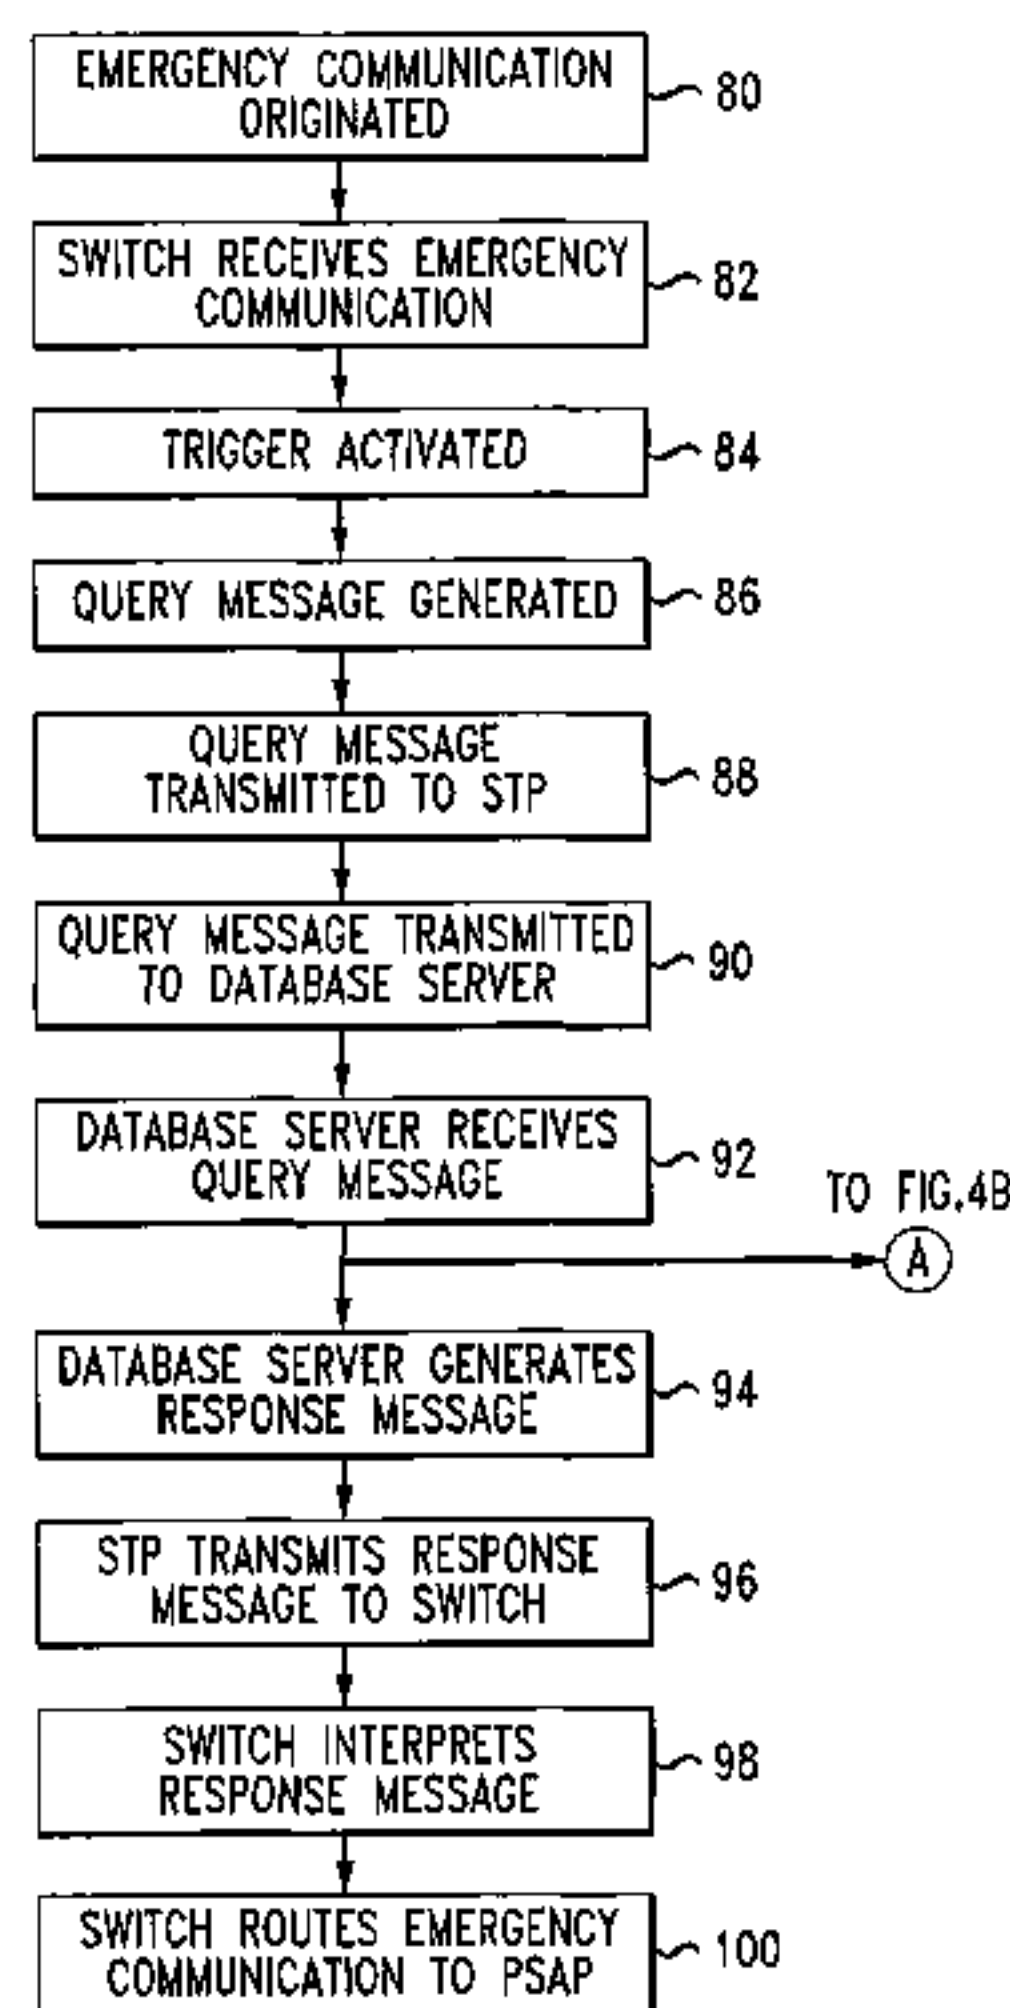 EMERGENCY COMMUNICATION
ORIGINATED
80
SWITCH RECEIVES EMERGENCY
COMMUNICATION
82
TRIGGER ACTIVATED
84
QUERY MESSAGE GENERATED
86
QUERY MESSAGE
TRANSMITTED TO STP
88
QUERY MESSAGE TRANSMITTED
TO DATABASE SERVER
90
DATABASE SERVER RECEIVES
QUERY MESSAGE
92
TO FIG.4B
A
DATABASE SERVER GENERATES
RESPONSE MESSAGE
94
STP TRANSMITS RESPONSE
MESSAGE TO SWITCH
96
SWITCH INTERPRETS
RESPONSE MESSAGE
98
SWITCH ROUTES EMERGENCY
COMMUNICATION TO PSAP
100